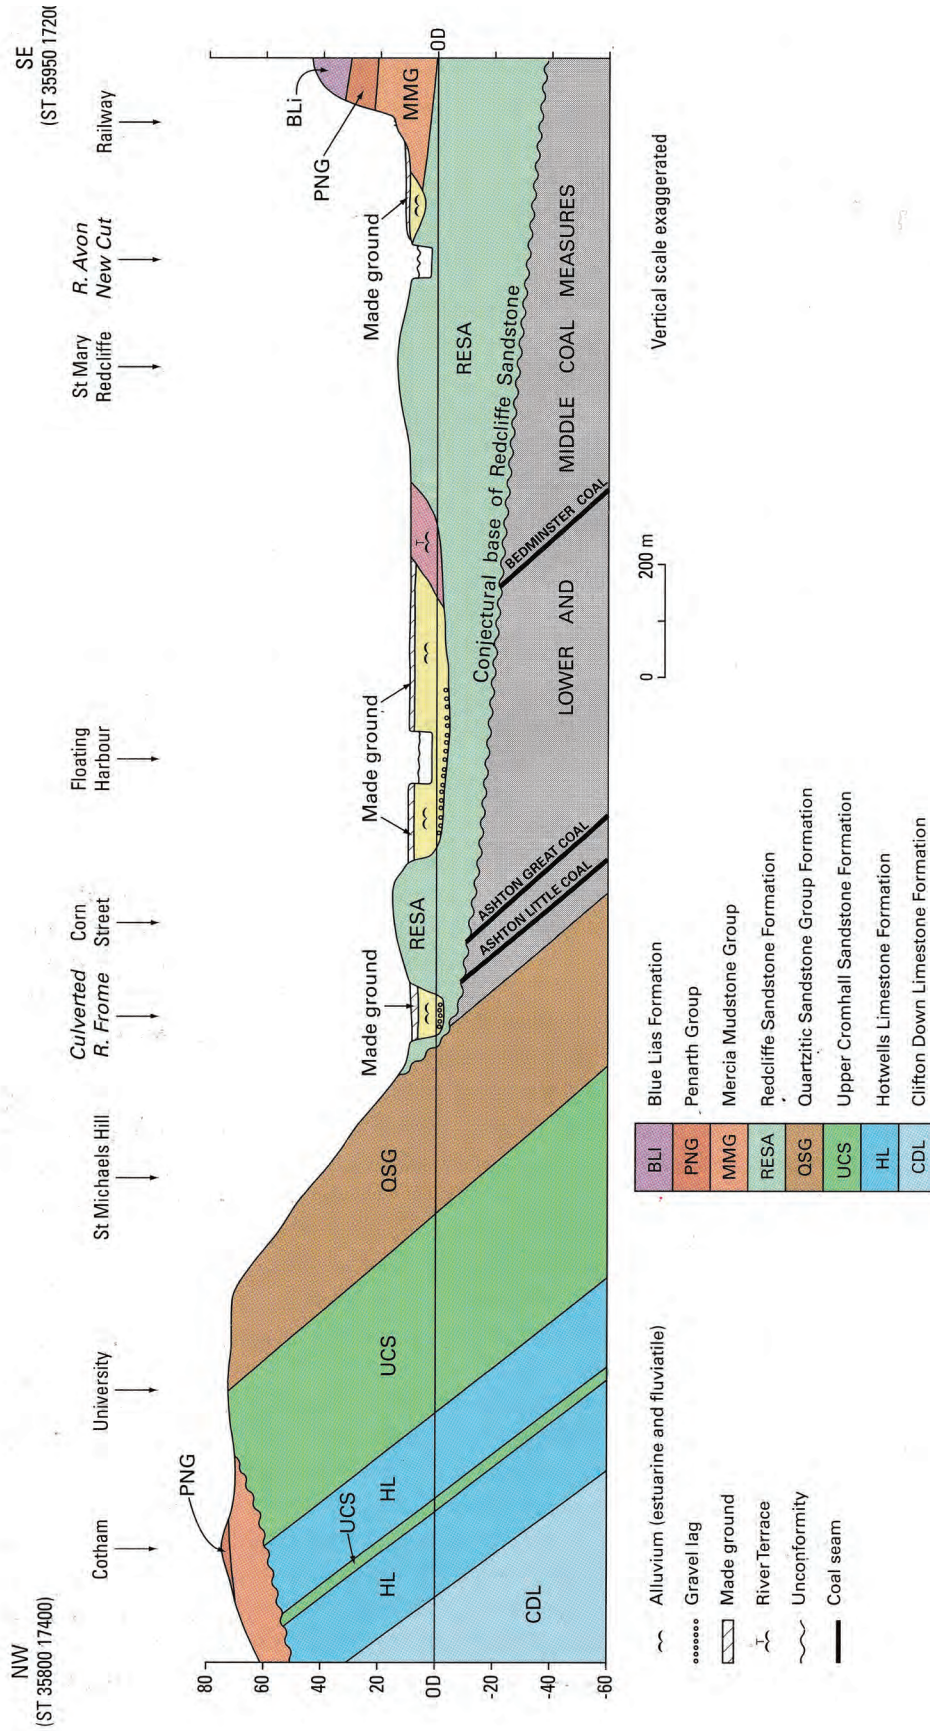 NW
(ST 35800 17400)
SE
(ST 35950 1720
Cotham
University
St Michaels Hill
Culverted
R. Frome
Corn
Street
Floating
Harbour
St Mary
Redcliffe
R. Avon
New Cut
Railway
80
60
40
20
OD
-20
-40
-60
PNG
UCS
HL
HL
CDL
UCS
QSG
Made ground
RESA
Made ground
T
RESA
Made ground
PNG
BLi
MMG
OD
Conjectural base of Redcliffe Sandstone
ASHTON LITTLE COAL
ASHTON GREAT COAL
BEDMINSTER COAL
LOWER AND MIDDLE COAL MEASURES
0
200 m
Vertical scale exaggerated
Alluvium (estuarine and fluviatile)
Gravel lag
Made ground
T
River Terrace
Unconformity
Coal seam
BLI
Blue Lias Formation
PNG
Penarth Group
MMG
Mercia Mudstone Group
RESA
Redcliffe Sandstone Formation
QSG
Quartzitic Sandstone Group Formation
UCS
Upper Cromhall Sandstone Formation
HL
Hotwells Limestone Formation
CDL
Clifton Down Limestone Formation